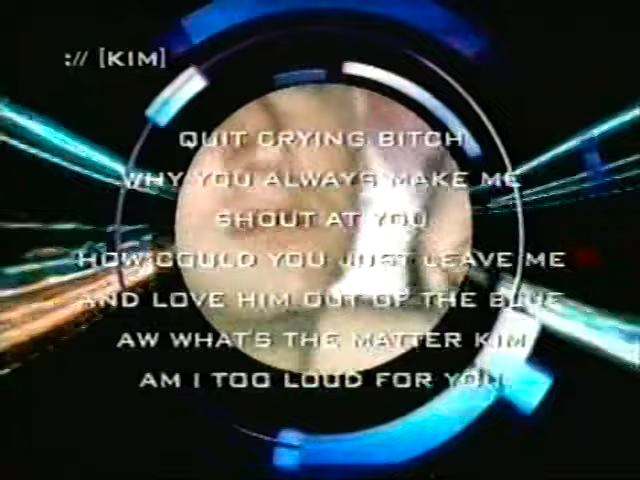 :// [KIM]
QUIT CRYING BITCH
WHY YOU ALWAYS MAKE ME
SHOUT AT YOU
HOW COULD YOU JUST LEAVE ME
AND LOVE HIM OUT OF THE BLUE
AW WHAT'S THE MATTER KIM
AM I TOO LOUD FOR YOU